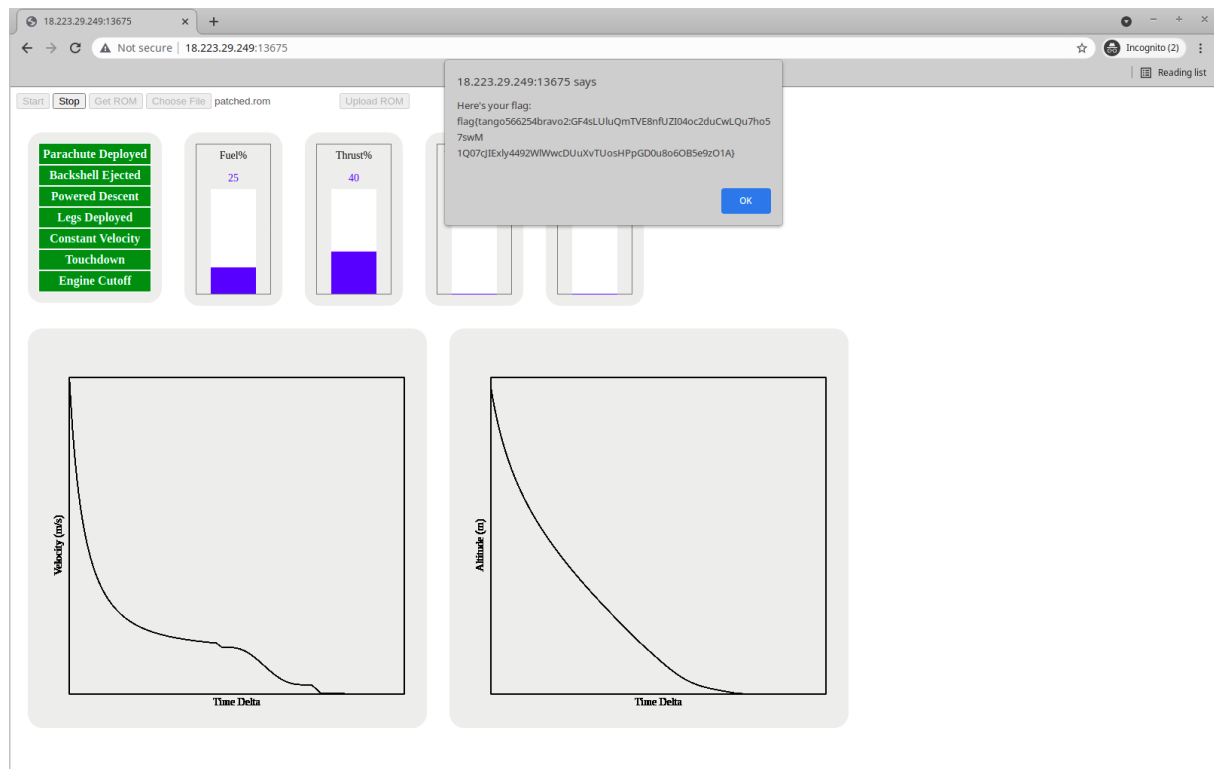 18.223.29.249:13675
Not secure | 18.223.29.249:13675
Incognito (2)
Reading list
Start Stop Get ROM Choose File patched.rom Upload ROM
18.223.29.249:13675 says
Here's your flag:
flag{tango566254bravo2:GF4sLUluQmTVE8nfUZI04oc2duCwLQu7ho5
7swM
1Q07cJIExly4492WlWwcDUuXvTUosHPpGD0u8o6OB5e9zO1A}
OK
Parachute Deployed
Backshell Ejected
Powered Descent
Legs Deployed
Constant Velocity
Touchdown
Engine Cutoff
Fuel%
25
Thrust%
40
Velocity (m/s)
Time Delta
Altitude (m)
Time Delta